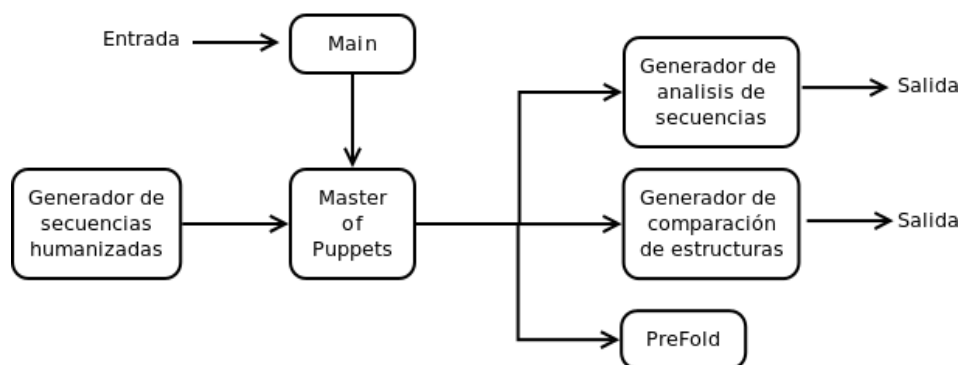 Entrada
Main
Generador de
analisis de
secuencias
Salida
Generador de
secuencias
humanizadas
Master
of
Puppets
Generador de
comparación
de estructuras
Salida
PreFold